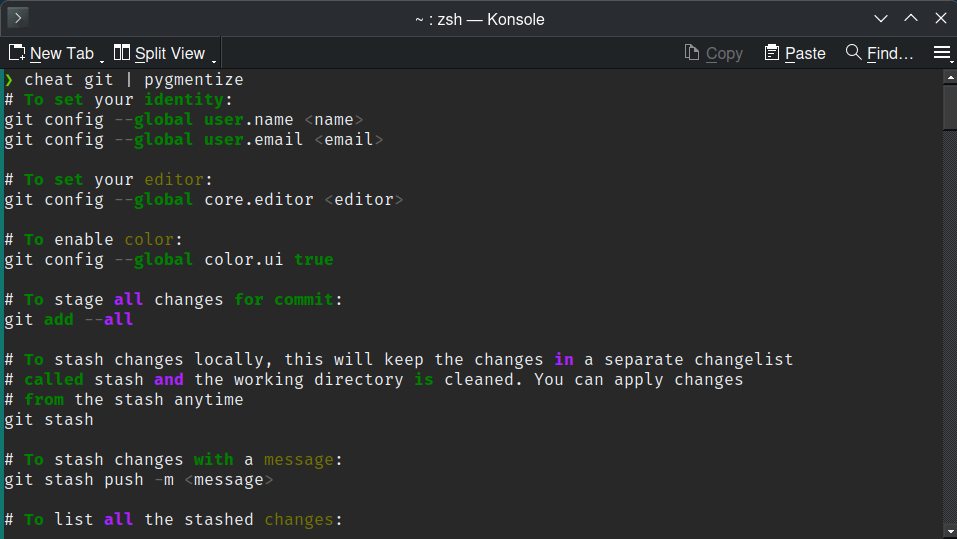 ~ : zsh — Konsole
New Tab Split View Copy Paste Find...
❯ cheat git | pygmentize
# To set your identity:
git config --global user.name <name>
git config --global user.email <email>
# To set your editor:
git config --global core.editor <editor>
# To enable color:
git config --global color.ui true
# To stage all changes for commit:
git add --all
# To stash changes locally, this will keep the changes in a separate changelist
# called stash and the working directory is cleaned. You can apply changes
# from the stash anytime
git stash
# To stash changes with a message:
git stash push -m <message>
# To list all the stashed changes: